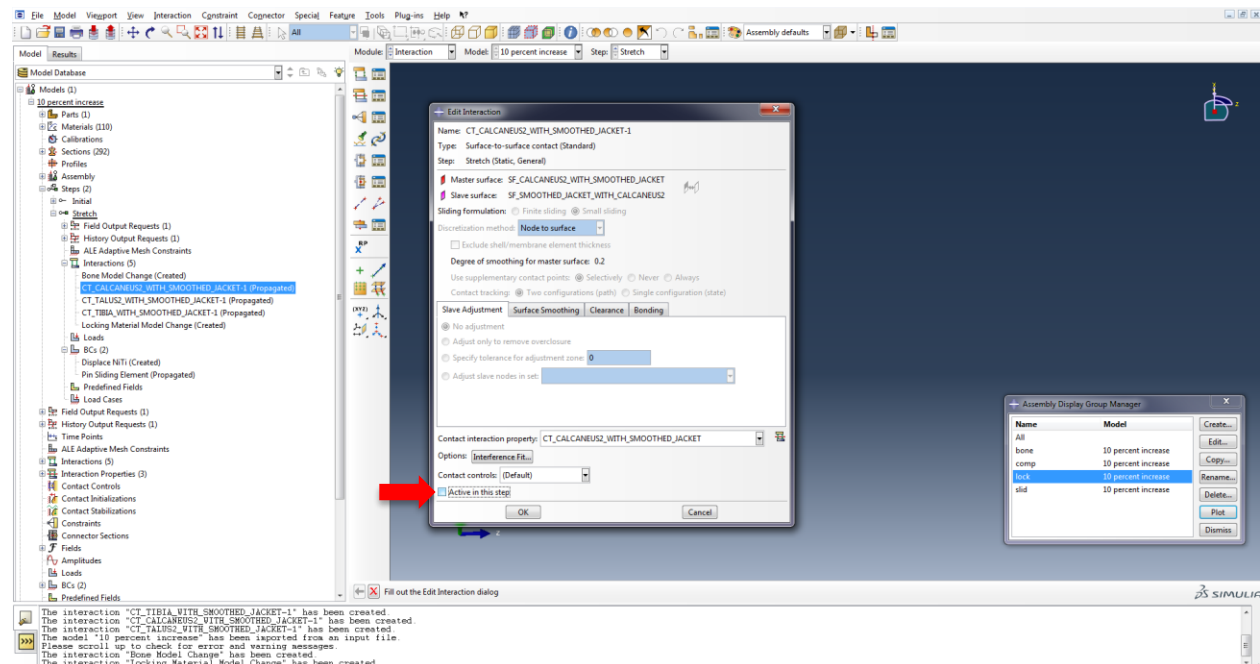 File Model Viewport View Interaction Constraint Connector Special Feature Tools Plug-ins Help
All
Assembly defaults
Model Results
Module: Interaction Model: 10 percent increase Step: Stretch
Model Database
Models (1)
10 percent increase
Parts (1)
Materials (110)
Calibrations
Sections (292)
Profiles
Assembly
Steps (2)
Initial
Stretch
Field Output Requests (1)
History Output Requests (1)
ALE Adaptive Mesh Constraints
Interactions (5)
Bone Model Change (Created)
CT_CALCANEUS2_WITH_SMOOTHED_JACKET-1 (Propagated)
CT_TALUS2_WITH_SMOOTHED_JACKET-1 (Propagated)
CT_TIBIA_WITH_SMOOTHED_JACKET-1 (Propagated)
Locking Material Model Change (Created)
Loads
BCs (2)
Displace NiTi (Created)
Pin Sliding Element (Propagated)
Predefined Fields
Load Cases
Field Output Requests (1)
History Output Requests (1)
Time Points
ALE Adaptive Mesh Constraints
Interactions (5)
Interaction Properties (3)
Contact Controls
Contact Initializations
Contact Stabilizations
Constraints
Connector Sections
Fields
Amplitudes
Loads
BCs (2)
Predefined Fields
RP
(XYZ)
Edit Interaction
Name: CT_CALCANEUS2_WITH_SMOOTHED_JACKET-1
Type: Surface-to-surface contact (Standard)
Step: Stretch (Static, General)
Master surface: SF_CALCANEUS2_WITH_SMOOTHED_JACKET
Slave surface: SF_SMOOTHED_JACKET_WITH_CALCANEUS2
Sliding formulation: Finite sliding Small sliding
Discretization method: Node to surface
Exclude shell/membrane element thickness
Degree of smoothing for master surface: 0.2
Use supplementary contact points: Selectively Never Always
Contact tracking: Two configurations (path) Single configuration (state)
Slave Adjustment Surface Smoothing Clearance Bonding
No adjustment
Adjust only to remove overclosure
Specify tolerance for adjustment zone: 0
Adjust slave nodes in set:
Contact interaction property: CT_CALCANEUS2_WITH_SMOOTHED_JACKET
Options: Interference Fit...
Contact controls: (Default)
Active in this step
OK Cancel
z
z
Assembly Display Group Manager
Name Model Create...
All
Edit...
bone 10 percent increase
comp 10 percent increase Copy...
lock 10 percent increase Rename...
slid 10 percent increase Delete...
Plot
Dismiss
Fill out the Edit Interaction dialog
SIMULIA
The interaction "CT_TIBIA_WITH_SMOOTHED_JACKET-1" has been created.
The interaction "CT_CALCANEUS2_WITH_SMOOTHED_JACKET-1" has been created.
The interaction "CT_TALUS2_WITH_SMOOTHED_JACKET-1" has been created.
The model "10 percent increase" has been imported from an input file.
Please scroll up to check for error and warning messages.
The interaction "Bone Model Change" has been created.
The interaction "Locking Material Model Change" has been created.